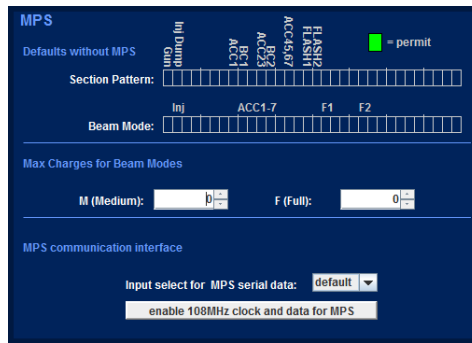 MPS
Defaults without MPS
Gun
Inj Dump
ACC1
BC1
ACC23
BC2
ACC45,67
FLASH1
FLASH2
= permit
Section Pattern:
Inj ACC1-7 F1 F2
Beam Mode:
Max Charges for Beam Modes
M (Medium): 0 F (Full): 0
MPS communication interface
Input select for MPS serial data: default
enable 108MHz clock and data for MPS